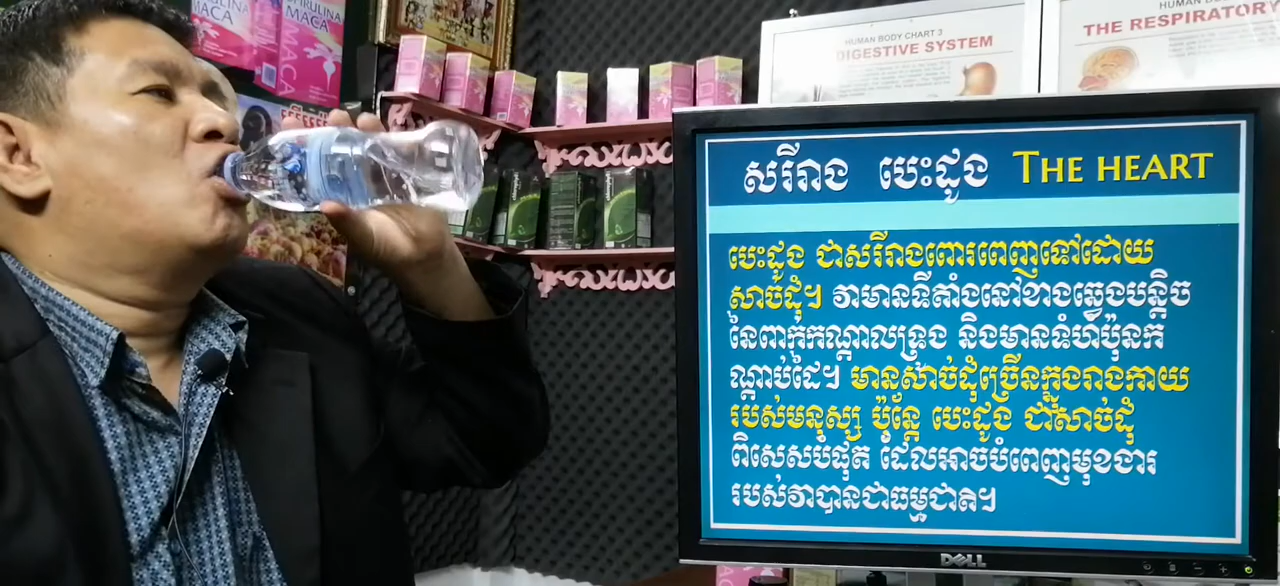 SPIRULINA
MACA
MACA
HUMAN BODY CHART 3
DIGESTIVE SYSTEM
THE RESPIRATORY
សរីរាង្គ បេះដូង THE HEART
បេះដូង ជាសរីរាង្គពោរពេញទៅដោយ
សាច់ដុំ។ វាមានទីតាំងនៅខាងឆ្វេងបន្តិច
នៃពាក់កណ្ដាលទ្រូង និងមានទំហំប៉ុនក
ណ្ដាប់ដៃ។ មានសាច់ដុំច្រើនក្នុងរាងកាយ
របស់មនុស្ស ប៉ុន្តែ បេះដូង ជាសាច់ដុំ
ពិសេសបំផុត ដែលអាចបំពេញមុខងារ
របស់វាបានជាធម្មជាតិ។
DELL